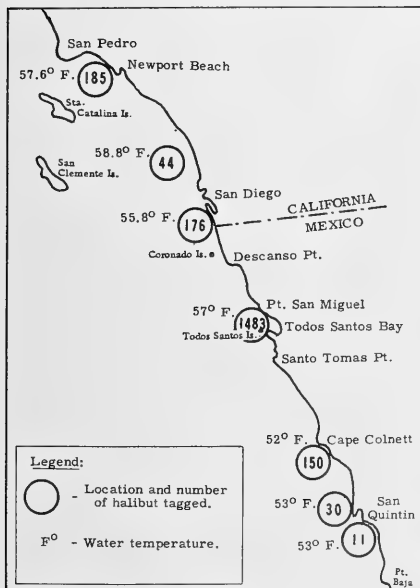 San Pedro
Newport Beach
57.6° F.
185
Sta.
Catalina Is.
58.8° F.
44
San
Clemente Is.
San Diego
CALIFORNIA
MEXICO
55.8° F.
176
Coronado Is.
Descanso Pt.
Pt. San Miguel
57° F.
1483
Todos Santos Bay
Todos Santos Is.
Santo Tomas Pt.
52° F.
Cape Colnett
150
Legend:
- Location and number
of halibut tagged.
F° - Water temperature.
53° F.
30
San
Quintin
53° F.
11
Pt.
Baja